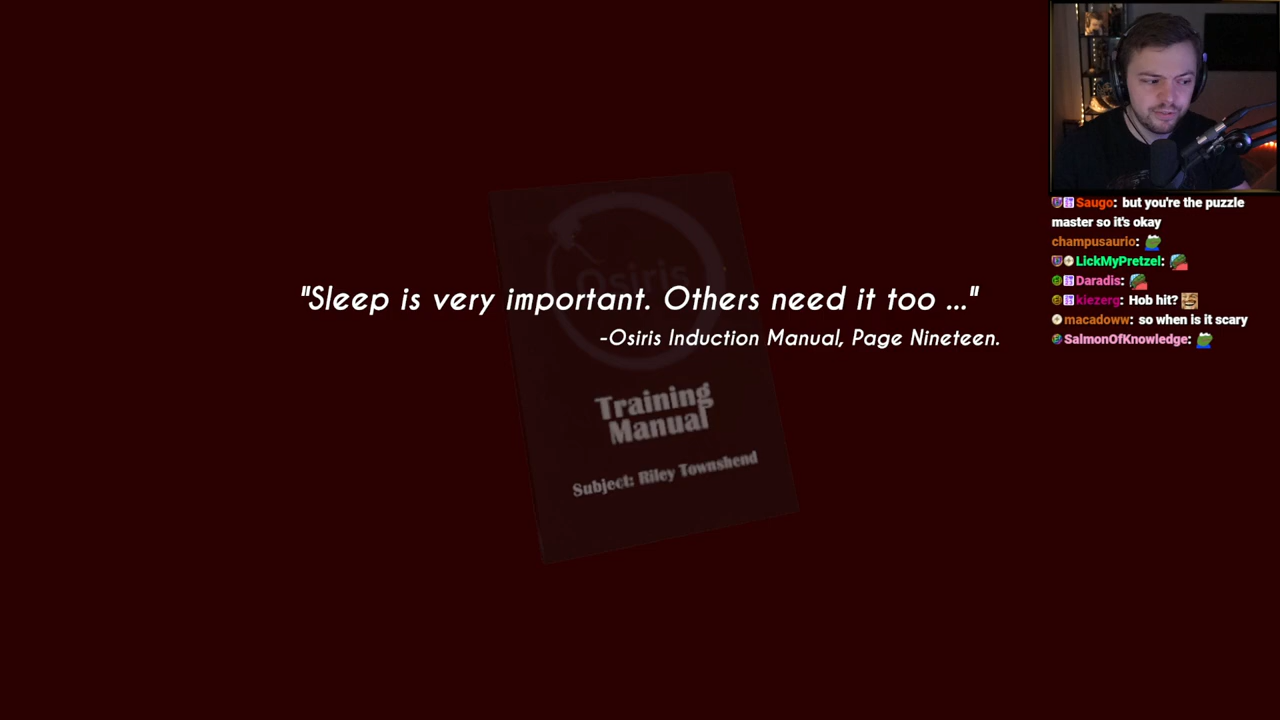 "Sleep is very important. Others need it too ..."
-Osiris Induction Manual, Page Nineteen.
Osiris
Training
Manual
Subject: Riley Townshend
Saugo: but you're the puzzle
master so it's okay
champusaurio:
LickMyPretzel:
Daradis:
kiezerg: Hob hit?
macadoww: so when is it scary
SalmonOfKnowledge: